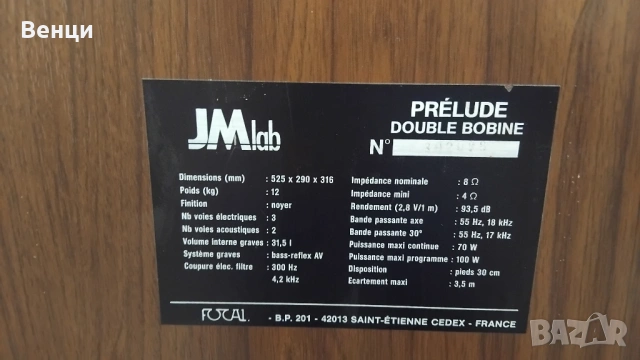 Венци
JMlab
PRÉLUDE
DOUBLE BOBINE
N°
Dimensions (mm) : 525 x 290 x 316
Poids (kg) : 12
Finition : noyer
Nb voies électriques : 3
Nb voies acoustiques : 2
Volume interne graves : 31,5 l
Système graves : bass-reflex AV
Coupure élec. filtre : 300 Hz
4,2 kHz
Impédance nominale : 8 Ω
Impédance mini : 4 Ω
Rendement (2,8 V/1 m) : 93,5 dB
Bande passante axe : 55 Hz, 18 kHz
Bande passante 30° : 55 Hz, 17 kHz
Puissance maxi continue : 70 W
Puissance maxi programme : 100 W
Disposition : pieds 30 cm
Ecartement maxi : 3,5 m
FOCAL. - B.P. 201 - 42013 SAINT-ÉTIENNE CEDEX - FRANCE
BAZAR
bg